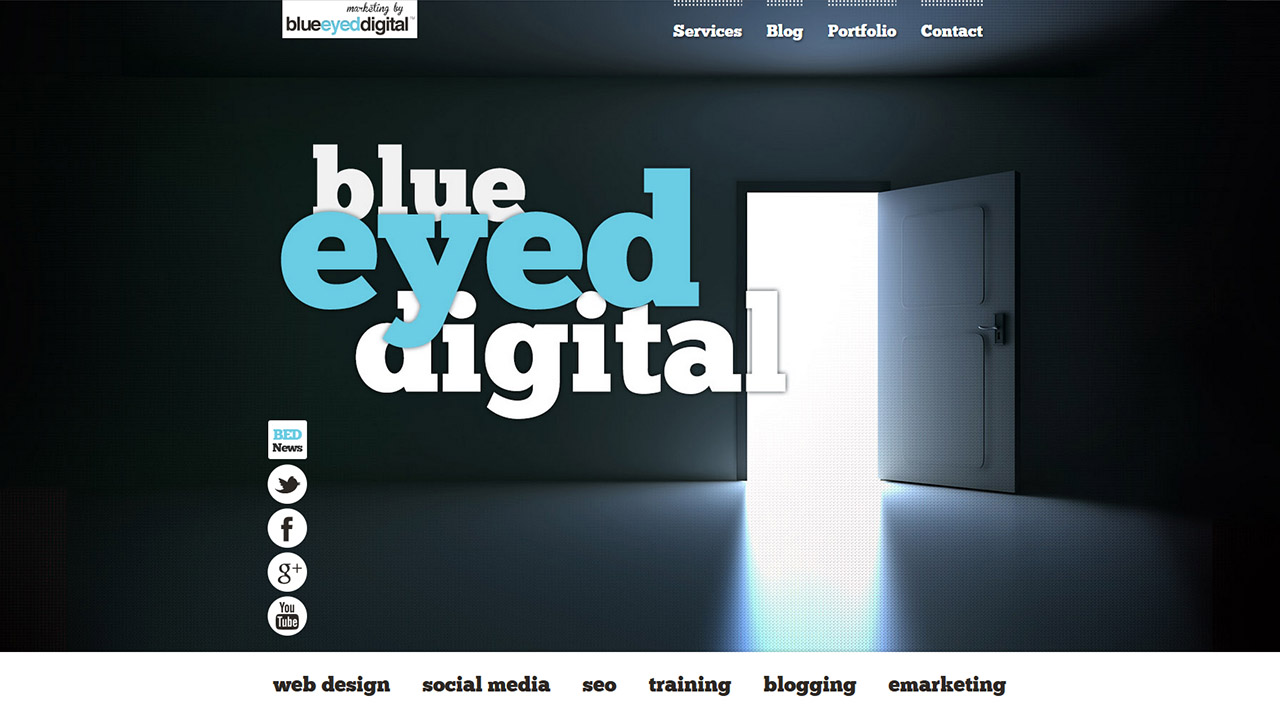 marketing by
blueeyeddigital™
Services Blog Portfolio Contact
blue
eyed
digital
BED
News
f
g+
You
Tube
web design social media seo training blogging emarketing